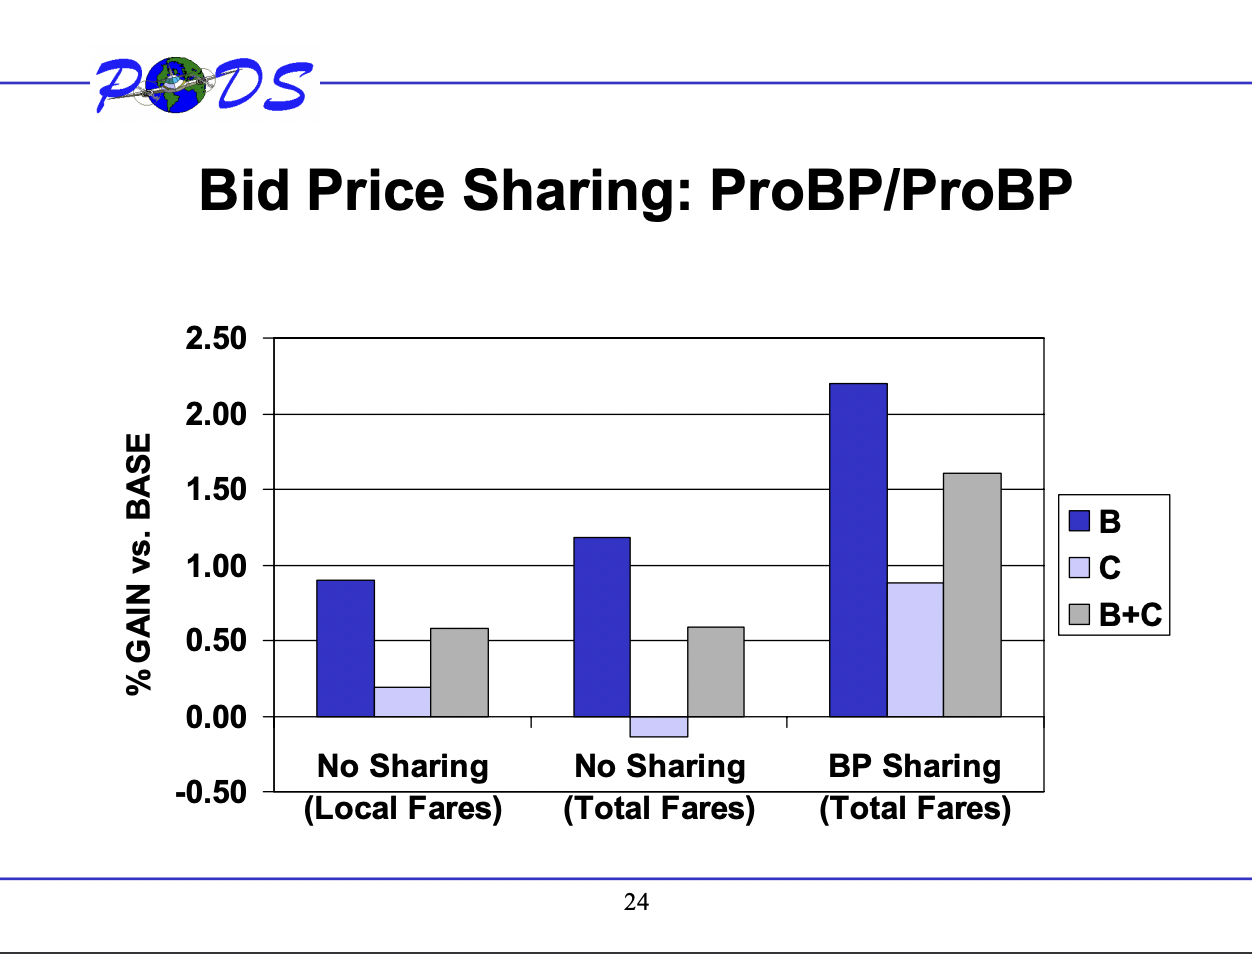 PODS
Bid Price Sharing: ProBP/ProBP
% GAIN vs. BASE
2.50
2.00
1.50
1.00
0.50
0.00
-0.50
No Sharing
(Local Fares)
No Sharing
(Total Fares)
BP Sharing
(Total Fares)
B
C
B+C
24